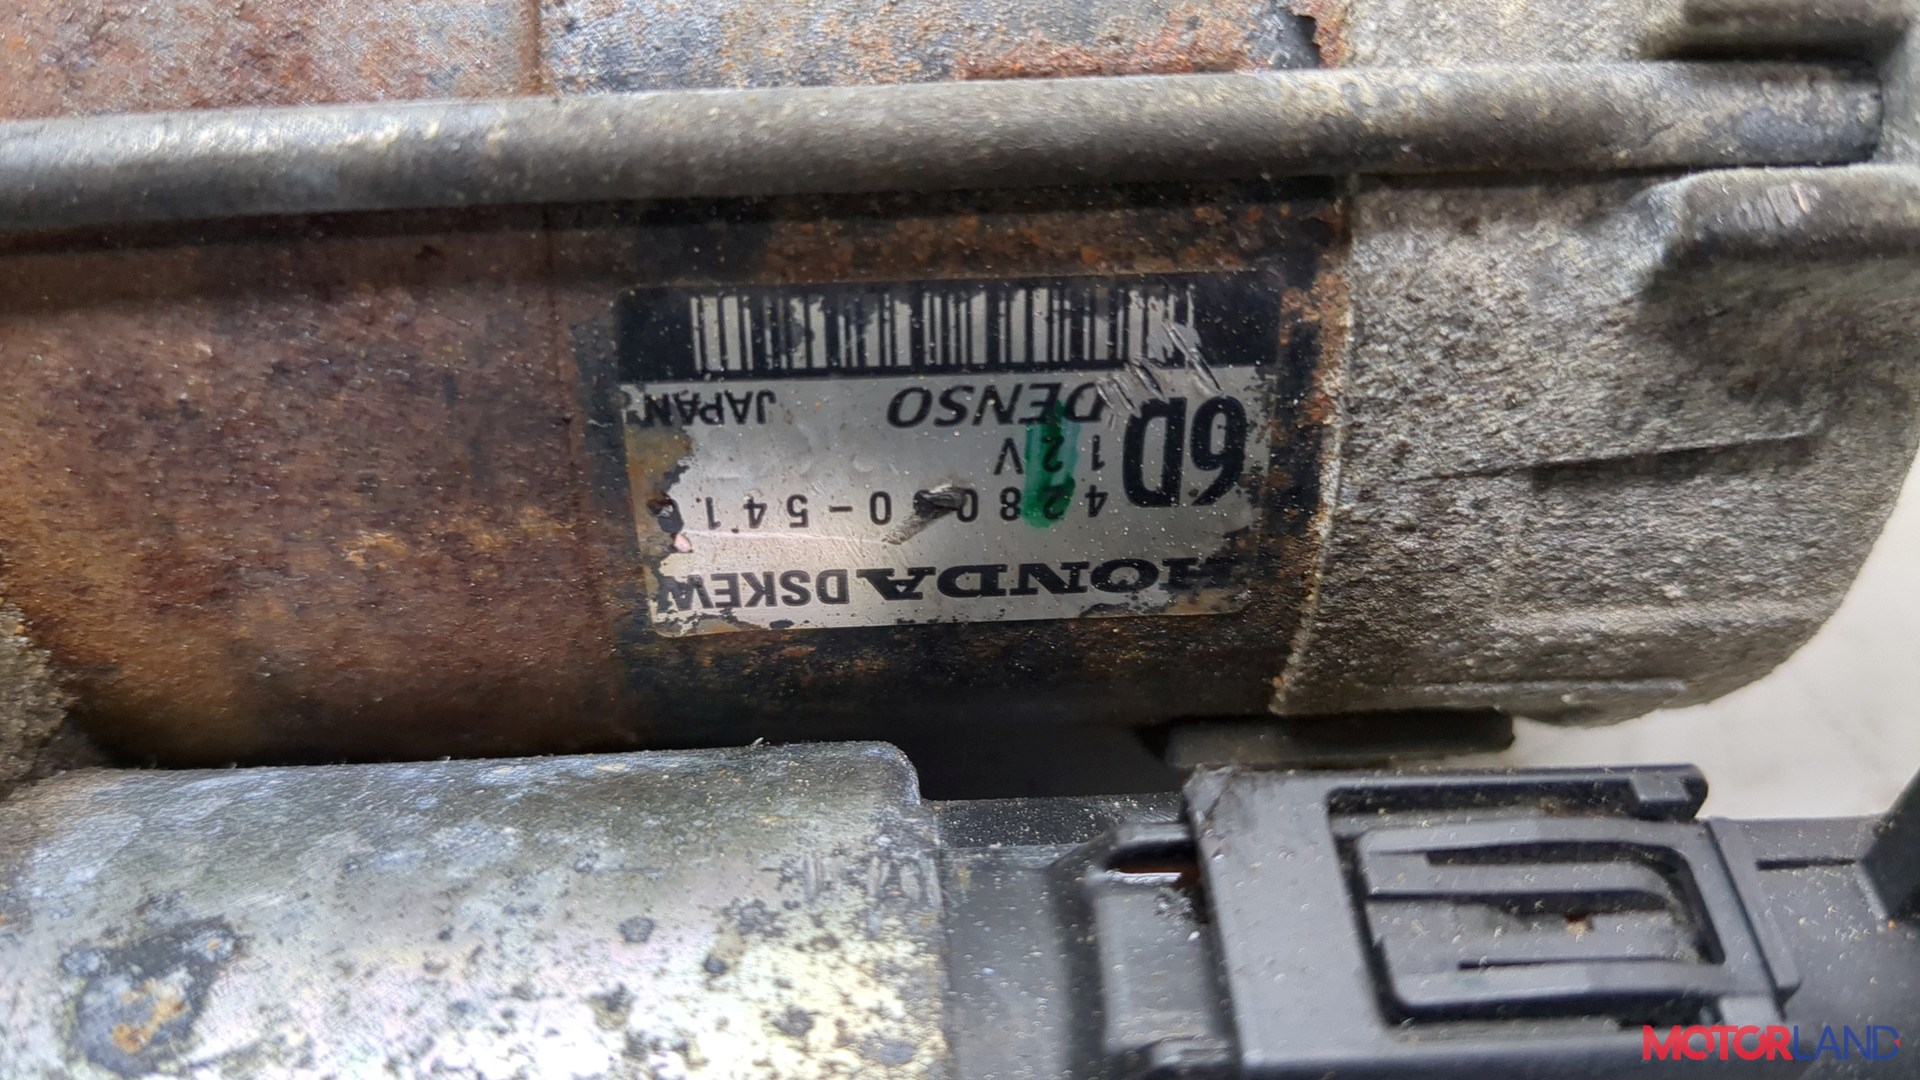 HONDA DSKEW
6D
12V
DENSO JAPAN
MOTORLAND